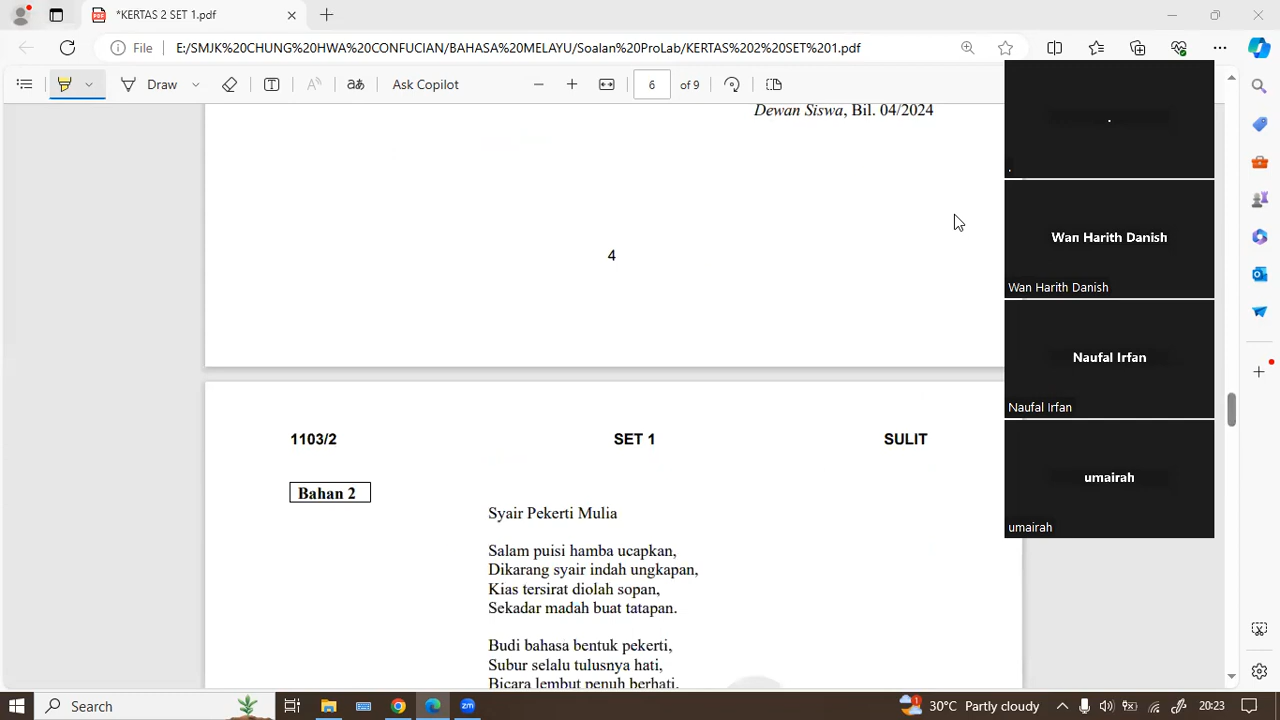 *KERTAS 2 SET 1.pdf
File
E:/SMJK%20CHUNG%20HWA%20CONFUCIAN/BAHASA%20MELAYU/Soalan%20ProLab/KERTAS%202%20SET%201.pdf
Draw
Ask Copilot
6
of 9
Dewan Siswa, Bil. 04/2024
4
1103/2
SET 1
SULIT
Bahan 2
Syair Pekerti Mulia
Salam puisi hamba ucapkan,
Dikarang syair indah ungkapan,
Kias tersirat diolah sopan,
Sekadar madah buat tatapan.
Budi bahasa bentuk pekerti,
Subur selalu tulusnya hati,
Bicara lembut penuh berhati,
.
.
Wan Harith Danish
Wan Harith Danish
Naufal Irfan
Naufal Irfan
umairah
umairah
Search
30°C Partly cloudy
20:23